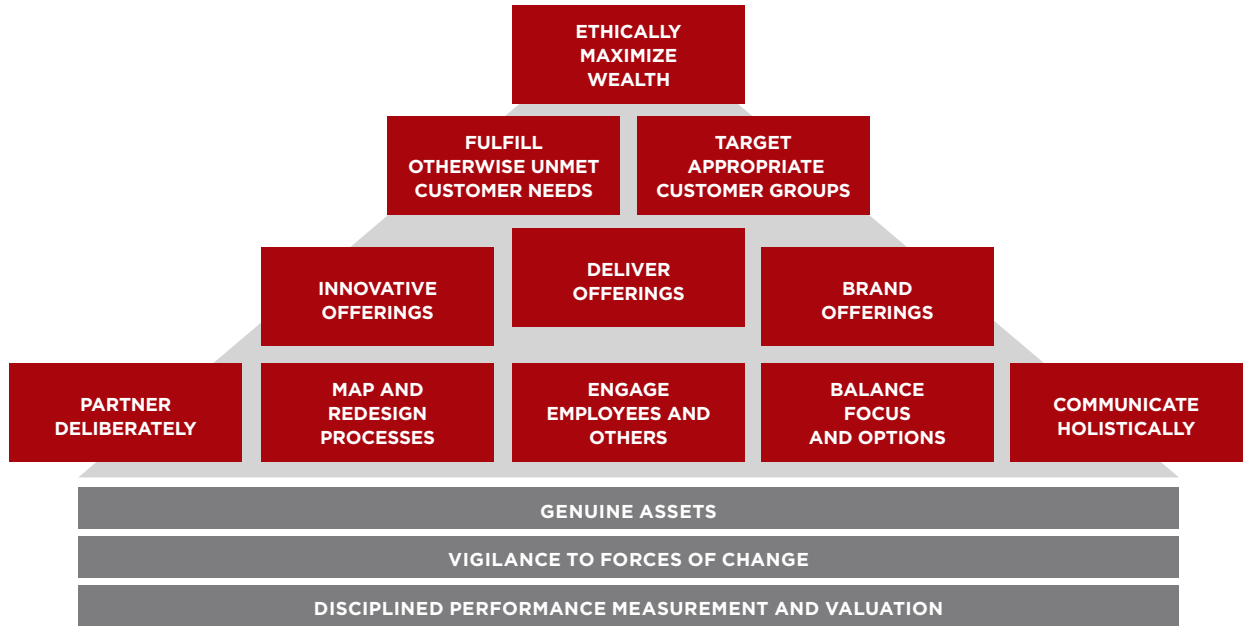 ETHICALLY
MAXIMIZE
WEALTH
FULFILL
OTHERWISE UNMET
CUSTOMER NEEDS
TARGET
APPROPRIATE
CUSTOMER GROUPS
INNOVATIVE
OFFERINGS
DELIVER
OFFERINGS
BRAND
OFFERINGS
PARTNER
DELIBERATELY
MAP AND
REDESIGN
PROCESSES
ENGAGE
EMPLOYEES AND
OTHERS
BALANCE
FOCUS
AND OPTIONS
COMMUNICATE
HOLISTICALLY
GENUINE ASSETS
VIGILANCE TO FORCES OF CHANGE
DISCIPLINED PERFORMANCE MEASUREMENT AND VALUATION